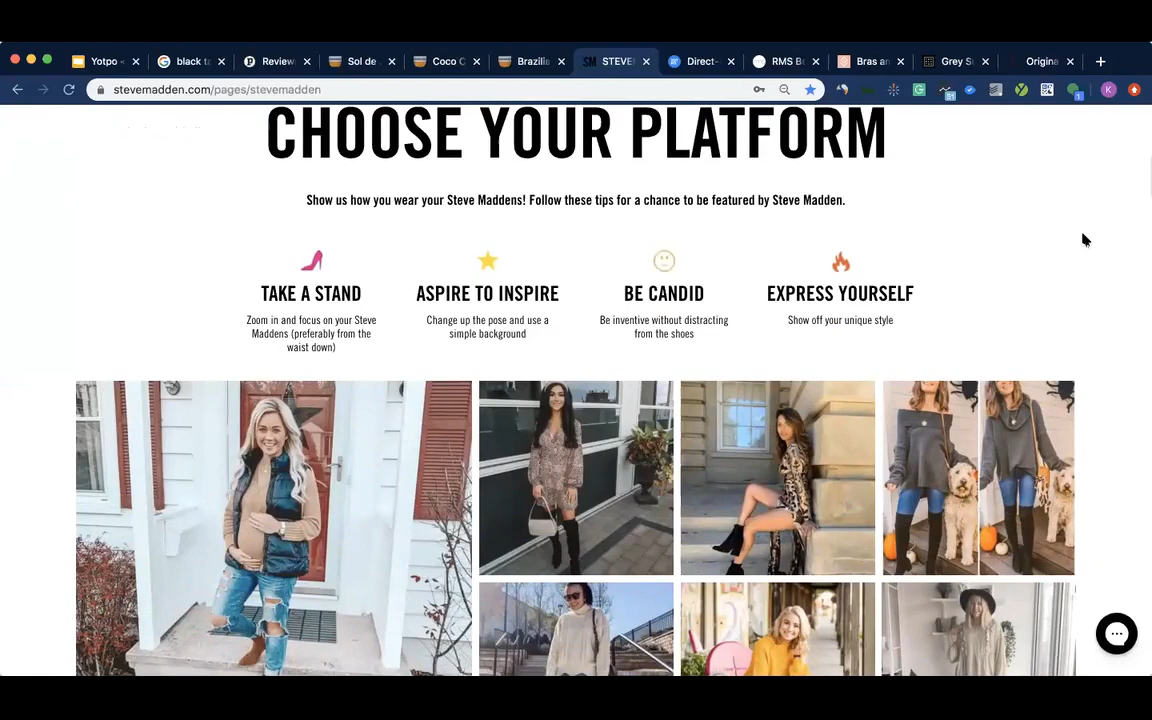 Yotpo
black ta
Review
Sol de
Coco C
Brazilia
SM STEVE
Direct-
RMS B
Bras an
Grey S
Origina
stevemadden.com/pages/stevemadden
K
CHOOSE YOUR PLATFORM
Show us how you wear your Steve Maddens! Follow these tips for a chance to be featured by Steve Madden.
TAKE A STAND
Zoom in and focus on your Steve
Maddens (preferably from the
waist down)
ASPIRE TO INSPIRE
Change up the pose and use a
simple background
BE CANDID
Be inventive without distracting
from the shoes
EXPRESS YOURSELF
Show off your unique style